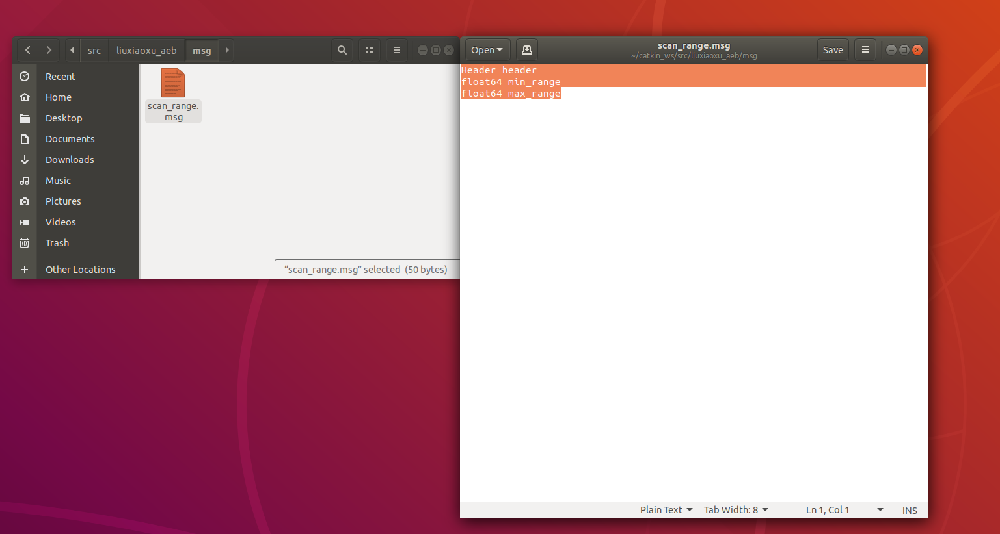 src
liuxiaoxu_aeb
msg
Recent
Home
Desktop
Documents
Downloads
Music
Pictures
Videos
Trash
Other Locations
scan_range.
msg
“scan_range.msg” selected (50 bytes)
Open
scan_range.msg
~/catkin_ws/src/liuxiaoxu_aeb/msg
Save
Header header
float64 min_range
float64 max_range
Plain Text
Tab Width: 8
Ln 1, Col 1
INS